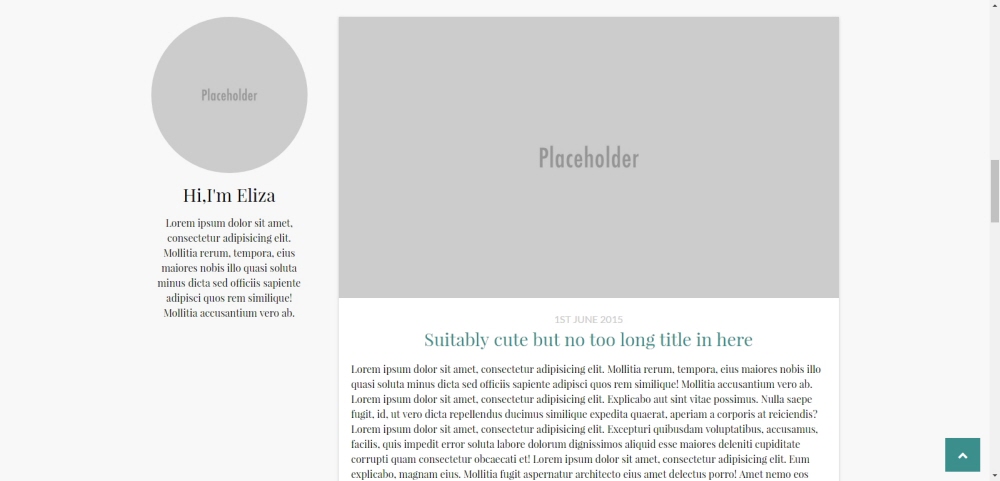 Placeholder
Hi,I'm Eliza
Lorem ipsum dolor sit amet,
consectetur adipisicing elit.
Mollitia rerum, tempora, eius
maiores nobis illo quasi soluta
minus dicta sed officiis sapiente
adipisci quos rem similique!
Mollitia accusantium vero ab.
Placeholder
1ST JUNE 2015
Suitably cute but no too long title in here
Lorem ipsum dolor sit amet, consectetur adipisicing elit. Mollitia rerum, tempora, eius maiores nobis illo
quasi soluta minus dicta sed officiis sapiente adipisci quos rem similique! Mollitia accusantium vero ab.
Lorem ipsum dolor sit amet, consectetur adipisicing elit. Explicabo aut sint vitae possimus. Nulla saepe
fugit, id, ut vero dicta repellendus ducimus similique expedita quaerat, aperiam a corporis at reiciendis?
Lorem ipsum dolor sit amet, consectetur adipisicing elit. Excepturi quibusdam voluptatibus, accusamus,
facilis, quis impedit error soluta labore dolorum dignissimos aliquid esse maiores deleniti cupiditate
corrupti quam consectetur obcaecati et! Lorem ipsum dolor sit amet, consectetur adipisicing elit. Eum
explicabo, magnam eius. Mollitia fugit aspernatur architecto eius amet delectus porro! Amet nemo eos